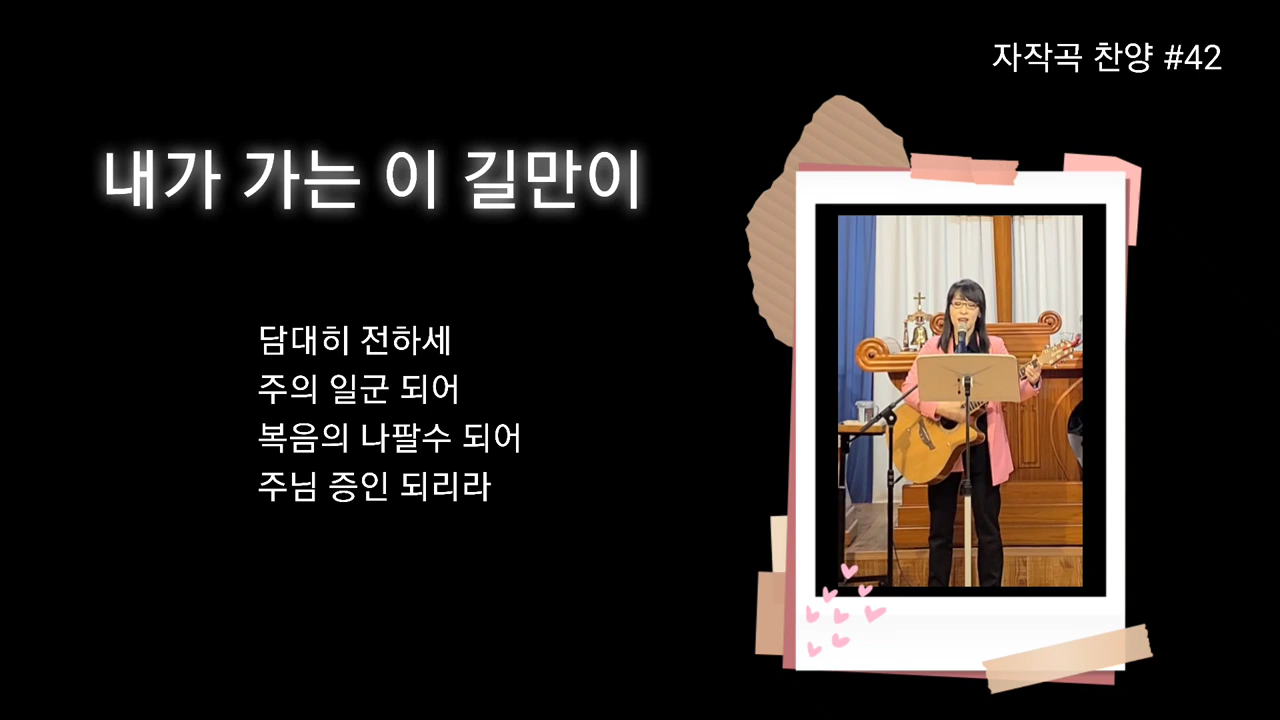 자작곡 찬양 #42
내가 가는 이 길만이
담대히 전하세
주의 일군 되어
복음의 나팔수 되어
주님 증인 되리라